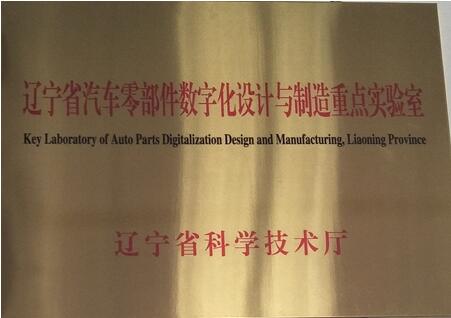 辽宁省汽车零部件数字化设计与制造重点实验室
Key Laboratory of Auto Parts Digitalization Design and Manufacturing, Liaoning Province
辽宁省科学技术厅